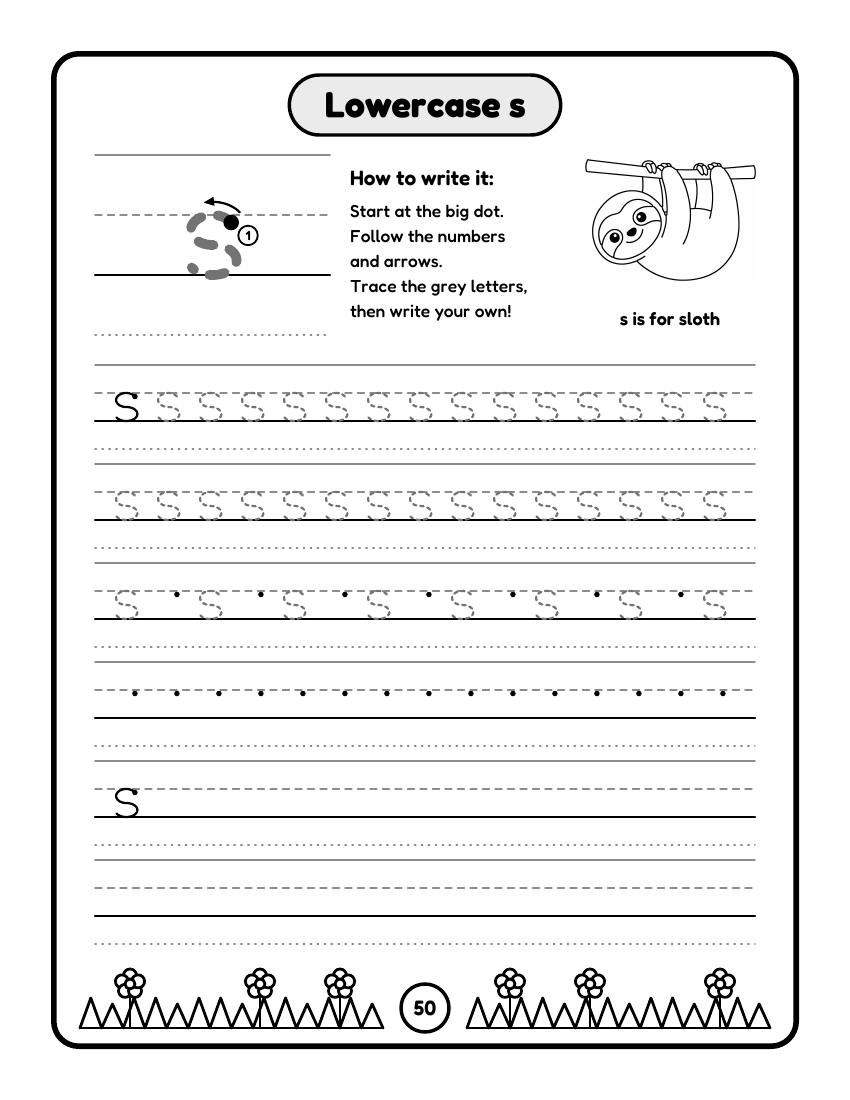 Lowercase s
1
How to write it:
Start at the big dot.
Follow the numbers
and arrows.
Trace the grey letters,
then write your own!
s is for sloth
s s s s s s s s s s s s s s s
s s s s s s s s s s s s s s s
s s s s s s s s
s
50